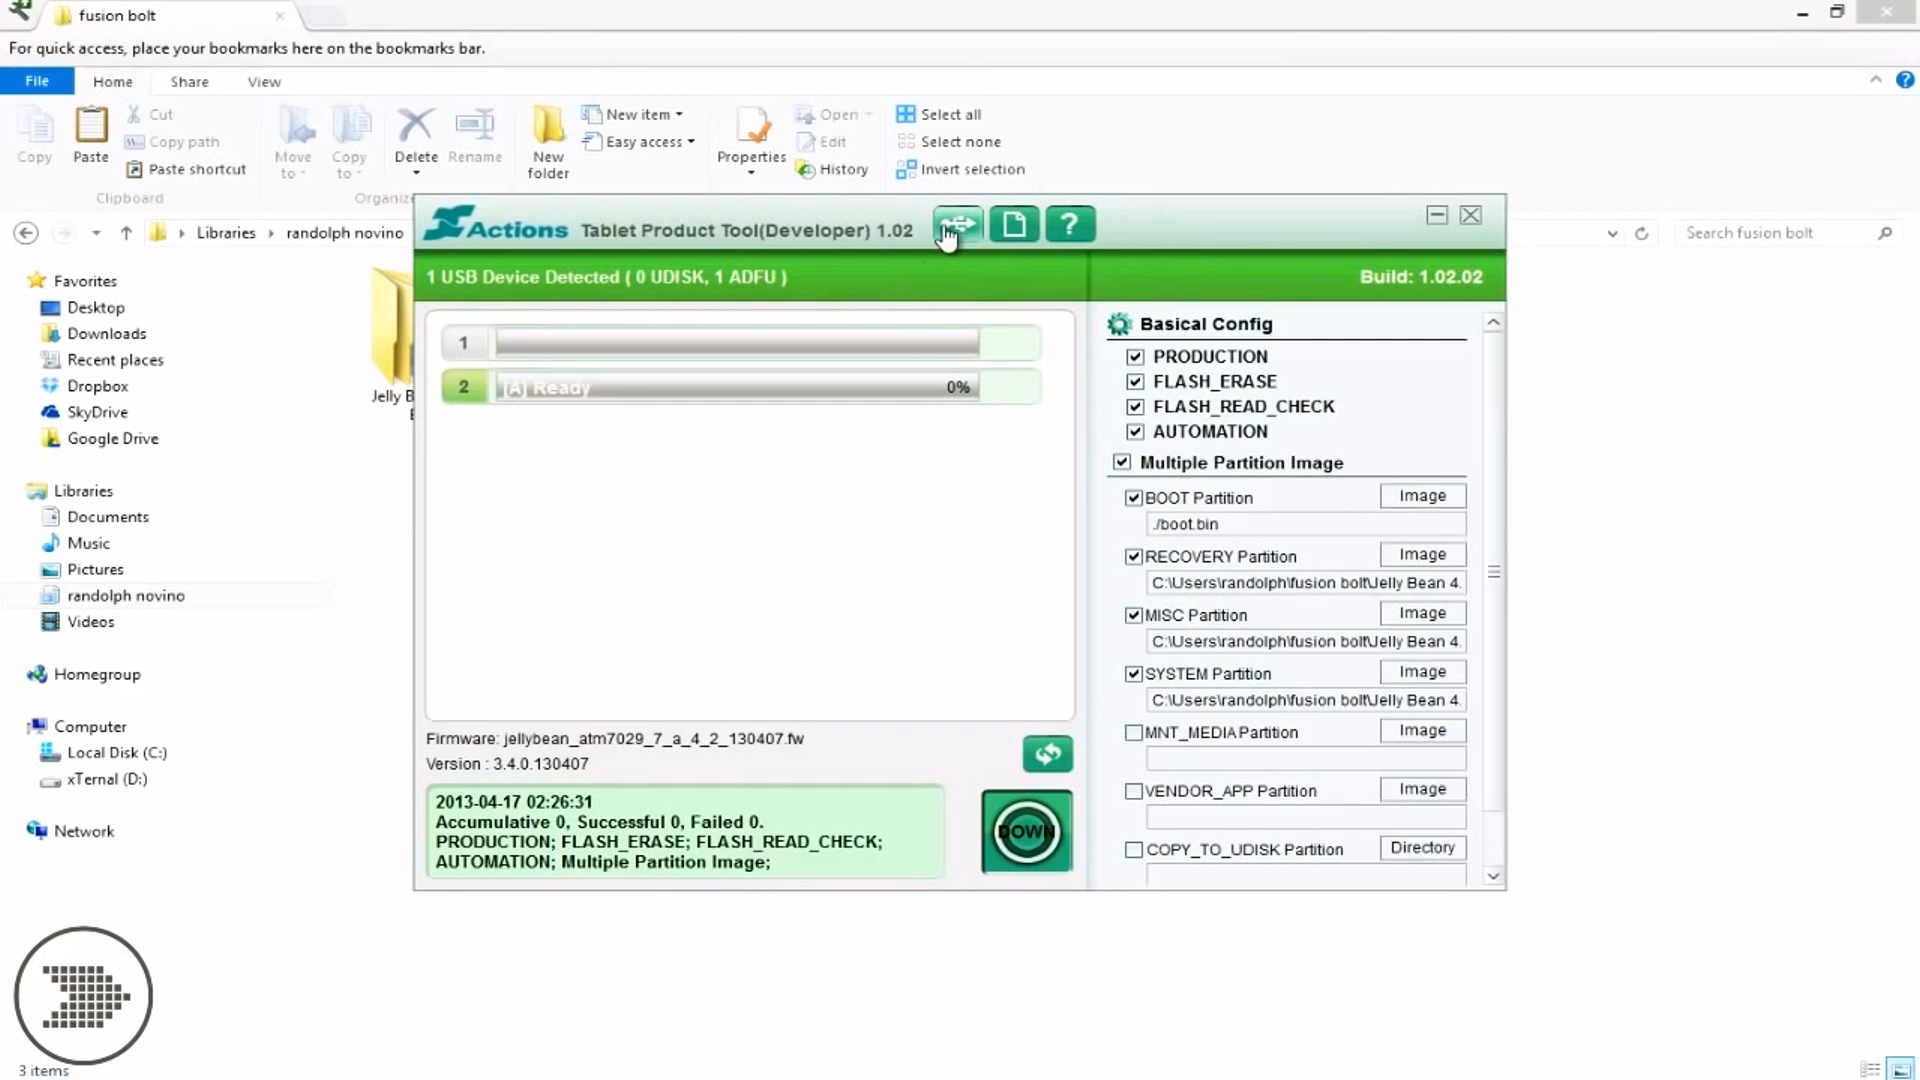 fusion bolt
For quick access, place your bookmarks here on the bookmarks bar.
File Home Share View
Copy
Paste
Cut
Copy path
Paste shortcut
Clipboard
Move to
Copy to
Delete
Rename
Organiz
New folder
New item
Easy access
Properties
Open
Edit
History
Select all
Select none
Invert selection
Libraries randolph novino
Search fusion bolt
Favorites
Desktop
Downloads
Recent places
Dropbox
SkyDrive
Google Drive
Libraries
Documents
Music
Pictures
randolph novino
Videos
Homegroup
Computer
Local Disk (C:)
xTernal (D:)
Network
3 items
Jelly B
Actions Tablet Product Tool(Developer) 1.02
?
1 USB Device Detected ( 0 UDISK, 1 ADFU )
Build: 1.02.02
1
2 [A] Ready 0%
Firmware: jellybean_atm7029_7_a_4_2_130407.fw
Version : 3.4.0.130407
2013-04-17 02:26:31
Accumulative 0, Successful 0, Failed 0.
PRODUCTION; FLASH_ERASE; FLASH_READ_CHECK;
AUTOMATION; Multiple Partition Image;
DOWN
Basical Config
PRODUCTION
FLASH_ERASE
FLASH_READ_CHECK
AUTOMATION
Multiple Partition Image
BOOT Partition Image
./boot.bin
RECOVERY Partition Image
C:\Users\randolph\fusion bolt\Jelly Bean 4.
MISC Partition Image
C:\Users\randolph\fusion bolt\Jelly Bean 4.
SYSTEM Partition Image
C:\Users\randolph\fusion bolt\Jelly Bean 4.
MNT_MEDIA Partition Image
VENDOR_APP Partition Image
COPY_TO_UDISK Partition Directory